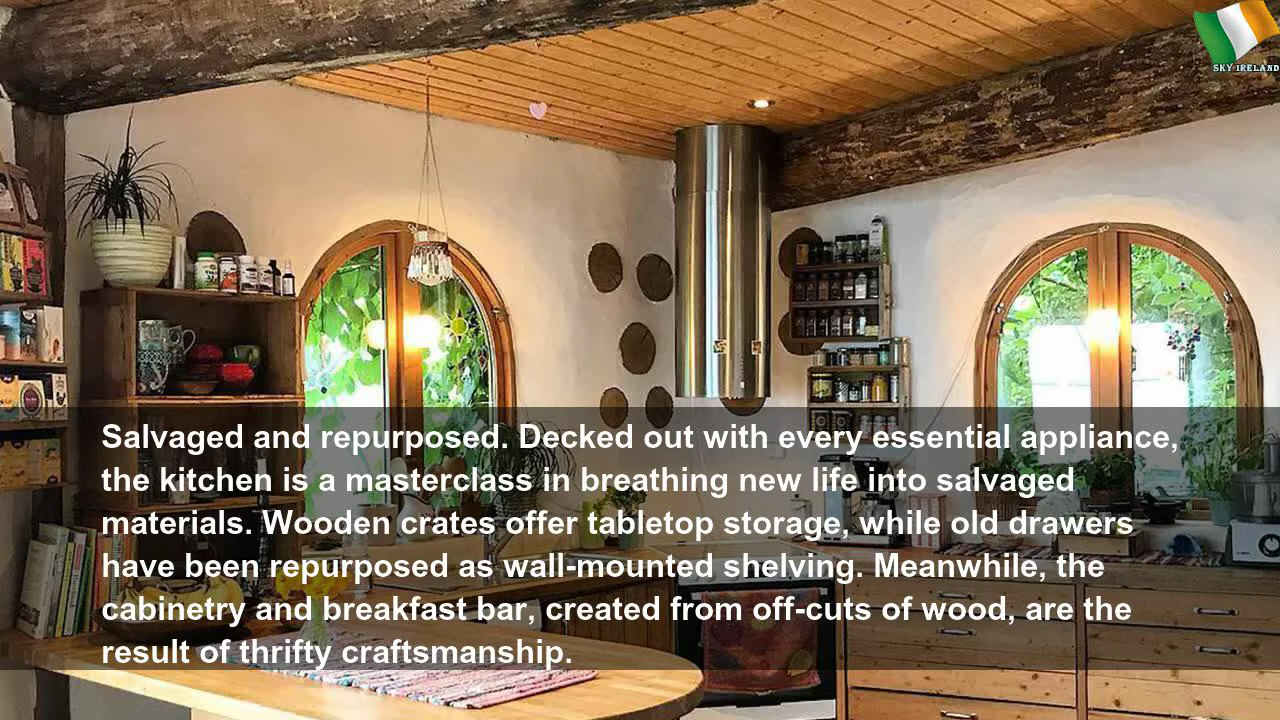 SKY IRELAND
Salvaged and repurposed. Decked out with every essential appliance,
the kitchen is a masterclass in breathing new life into salvaged
materials. Wooden crates offer tabletop storage, while old drawers
have been repurposed as wall-mounted shelving. Meanwhile, the
cabinetry and breakfast bar, created from off-cuts of wood, are the
result of thrifty craftsmanship.